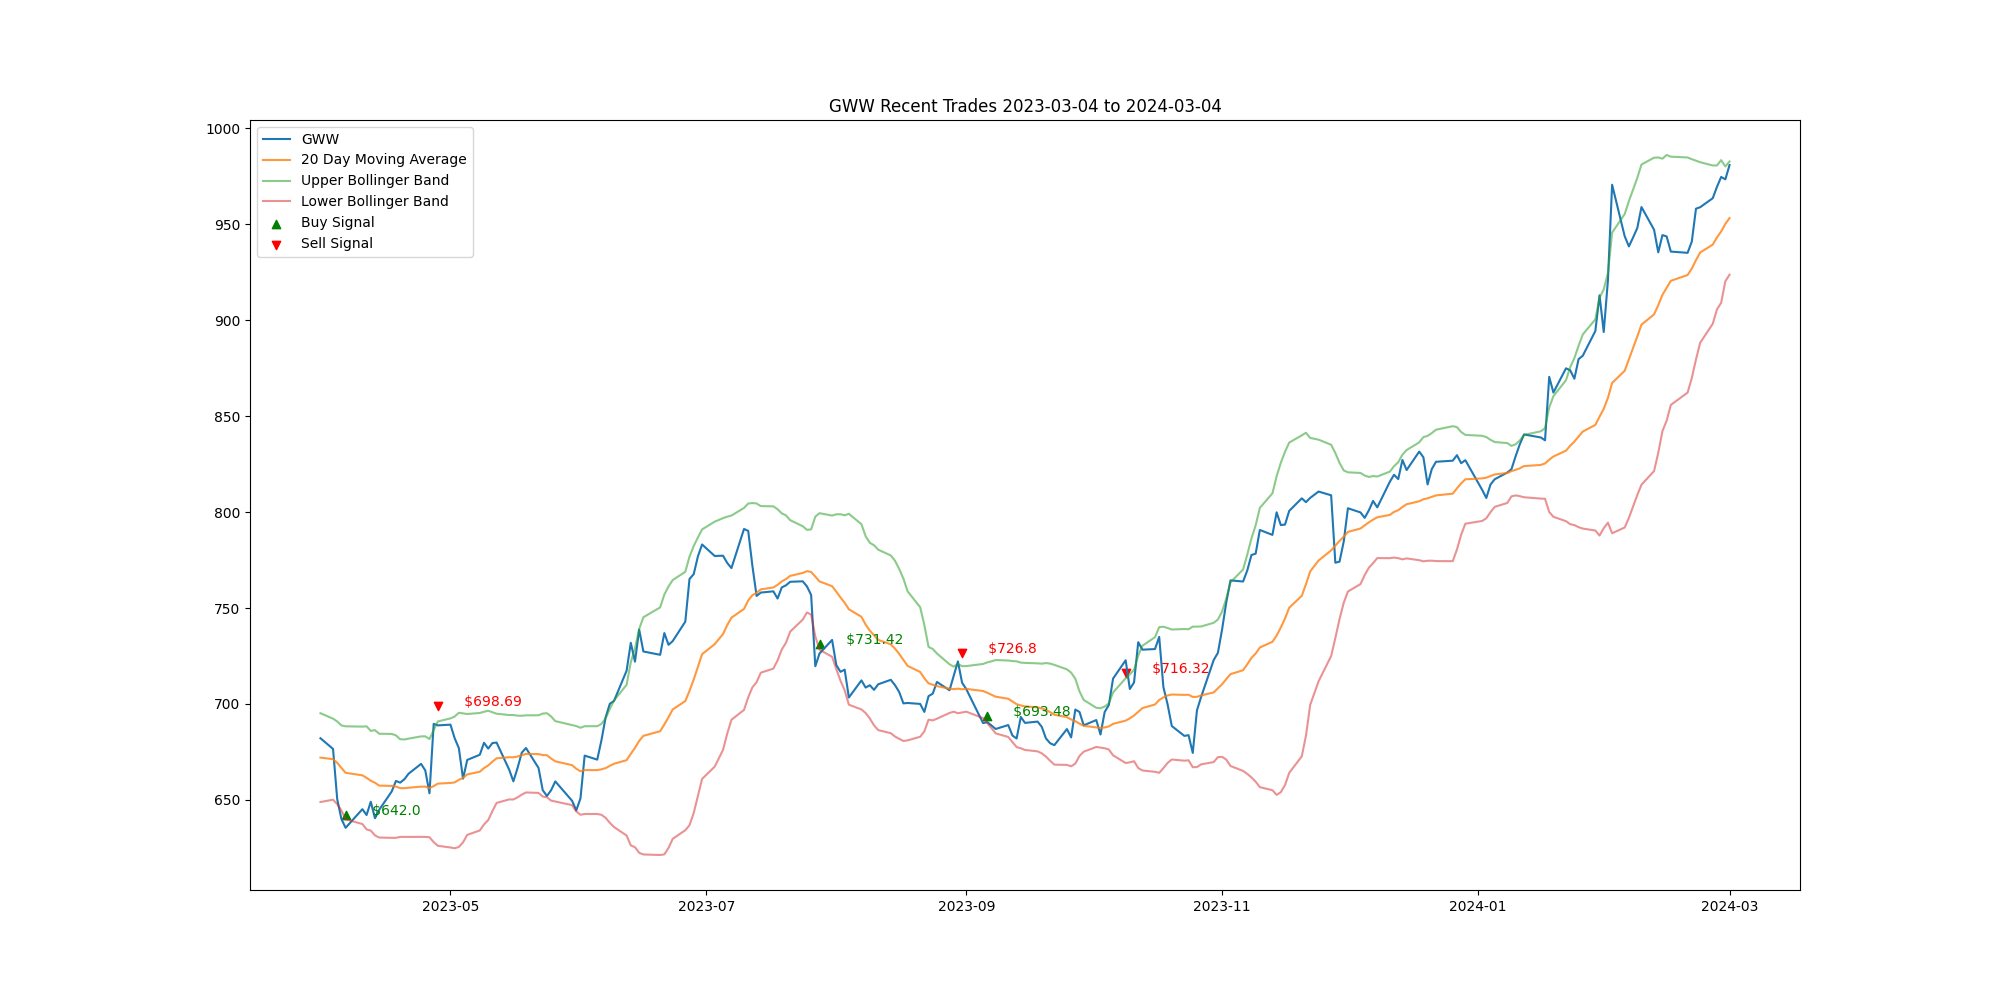 GWW Recent Trades 2023-03-04 to 2024-03-04
1000
950
900
850
800
750
700
650
GWW
20 Day Moving Average
Upper Bollinger Band
Lower Bollinger Band
Buy Signal
Sell Signal
$642.0
$698.69
$731.42
$726.8
$693.48
$716.32
2023-05
2023-07
2023-09
2023-11
2024-01
2024-03